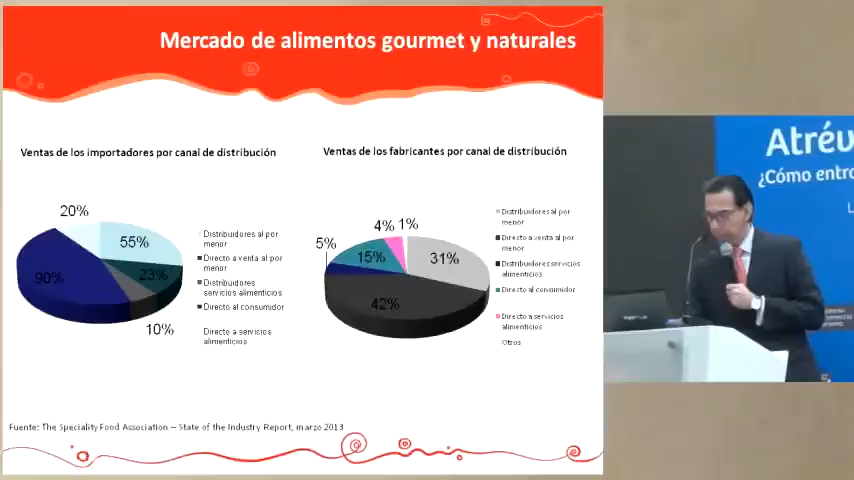 Mercado de alimentos gourmet y naturales
Ventas de los importadores por canal de distribución
20%
55%
23%
90%
10%
Distribuidores al por
menor
Directo a venta al por
menor
Distribuidores
servicios alimenticios
Directo al consumidor
Directo a servicios
alimenticios
Ventas de los fabricantes por canal de distribución
4% 1%
5%
15%
31%
42%
Distribuidores al por
menor
Directo a venta al por
menor
Distribuidores servicios
alimenticios
Directo al consumidor
Directo a servicios
alimenticios
Otros
Fuente: The Speciality Food Association – State of the Industry Report, marzo 2013
Atrév
¿Cómo entra